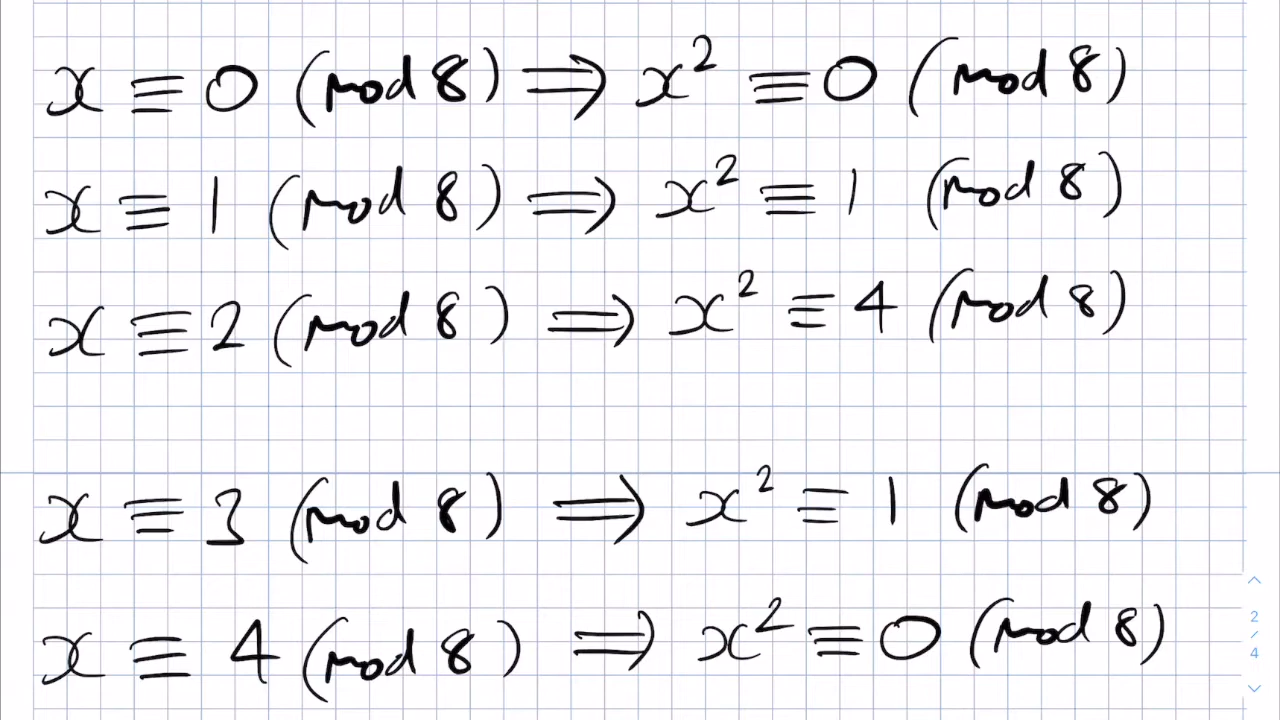 x ≡ 0 (mod 8) ⟹ x² ≡ 0 (mod 8)
x ≡ 1 (mod 8) ⟹ x² ≡ 1 (mod 8)
x ≡ 2 (mod 8) ⟹ x² ≡ 4 (mod 8)
x ≡ 3 (mod 8) ⟹ x² ≡ 1 (mod 8)
x ≡ 4 (mod 8) ⟹ x² ≡ 0 (mod 8)
2
/
4